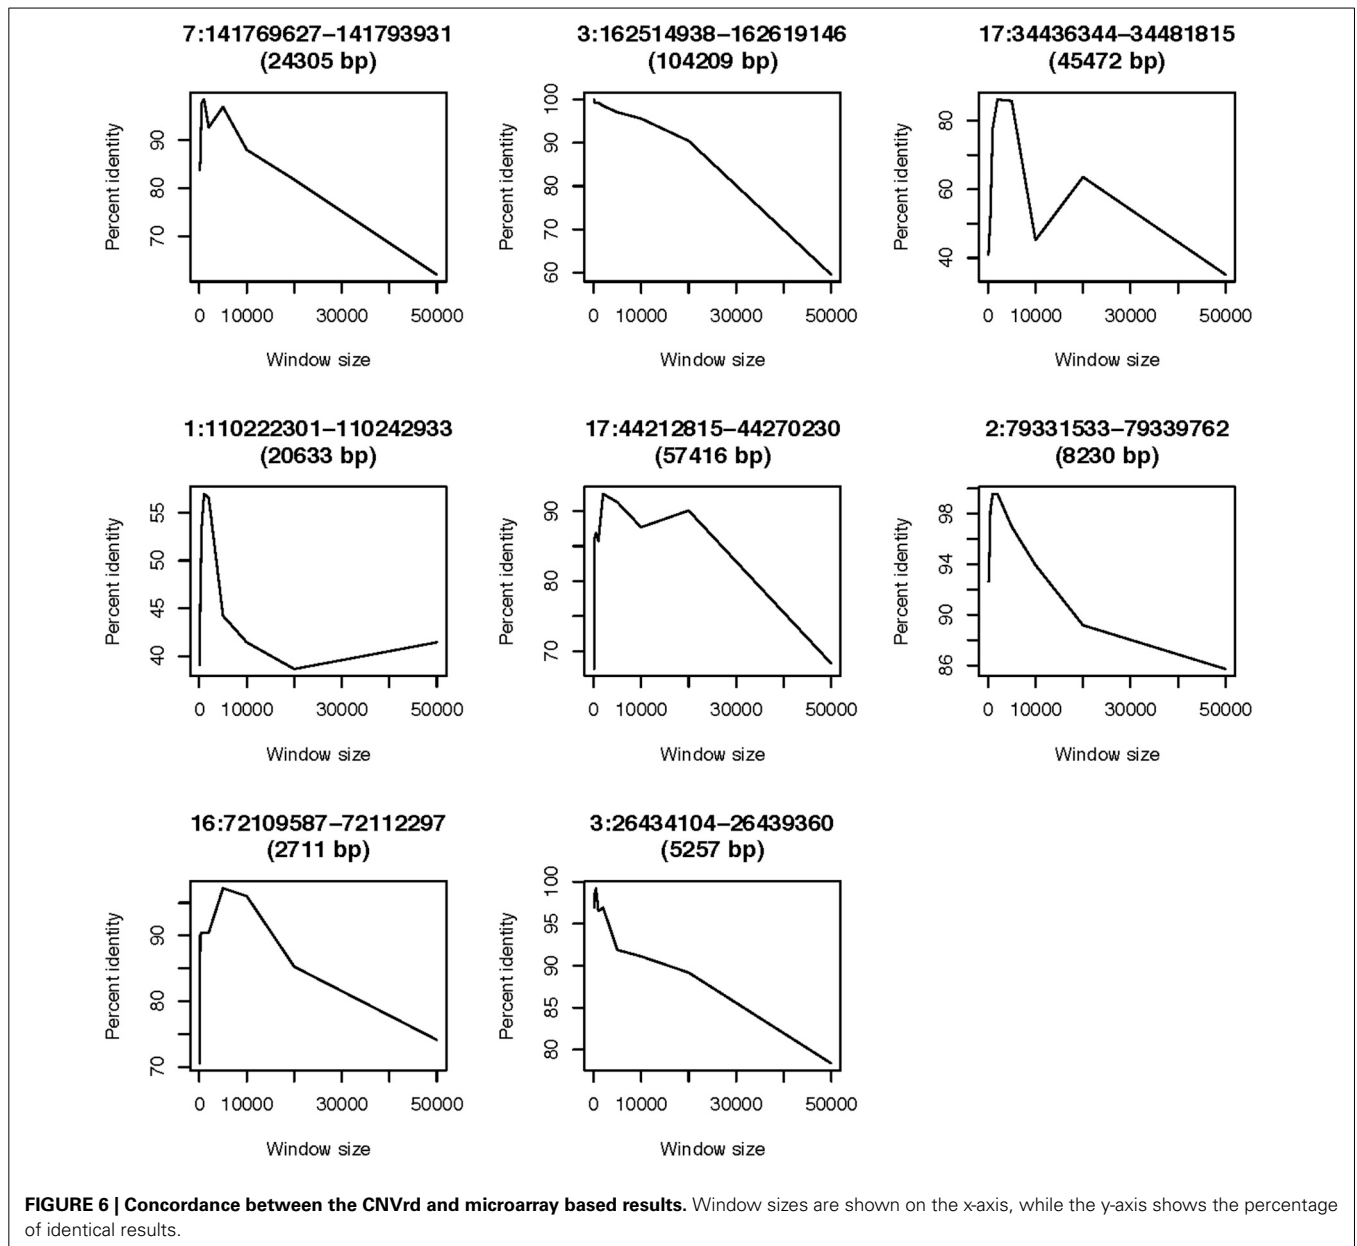 7:141769627–141793931
(24305 bp)
Percent identity
90
80
70
0 10000 30000 50000
Window size
3:162514938–162619146
(104209 bp)
Percent identity
100
90
80
70
60
0 10000 30000 50000
Window size
17:34436344–34481815
(45472 bp)
Percent identity
80
60
40
0 10000 30000 50000
Window size
1:110222301–110242933
(20633 bp)
Percent identity
55
50
45
40
0 10000 30000 50000
Window size
17:44212815–44270230
(57416 bp)
Percent identity
90
80
70
0 10000 30000 50000
Window size
2:79331533–79339762
(8230 bp)
Percent identity
98
94
90
86
0 10000 30000 50000
Window size
16:72109587–72112297
(2711 bp)
Percent identity
90
80
70
0 10000 30000 50000
Window size
3:26434104–26439360
(5257 bp)
Percent identity
100
95
90
85
80
0 10000 30000 50000
Window size
FIGURE 6 | Concordance between the CNVrd and microarray based results. Window sizes are shown on the x-axis, while the y-axis shows the percentage
of identical results.